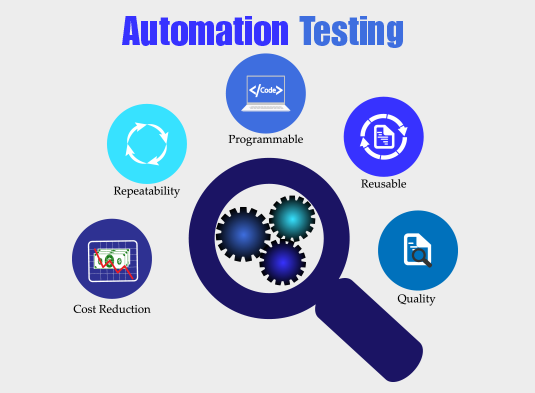 Automation Testing
</Code>
Programmable
Repeatability
Reusable
Cost Reduction
Quality